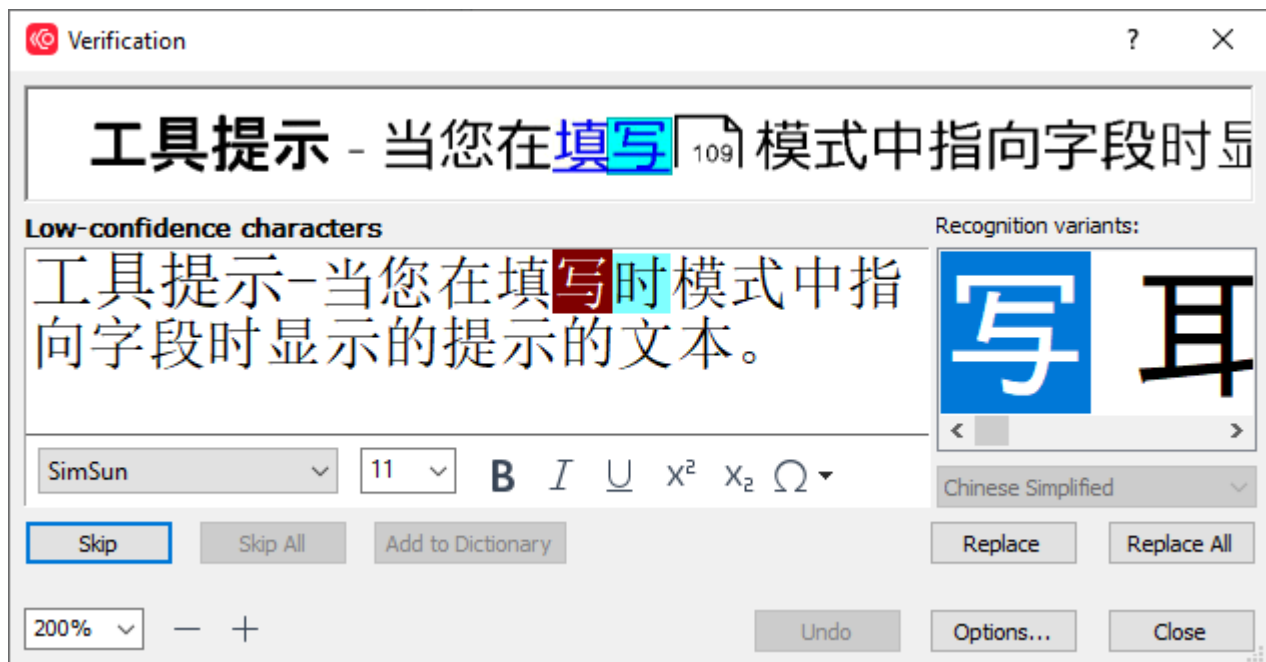 Verification
工具提示 - 当您在填写 109 模式中指向字段时显
Low-confidence characters
Recognition variants:
工具提示-当您在填写时模式中指
向字段时显示的提示的文本。
写 耳
SimSun 11 B I U X² X₂ Ω
Chinese Simplified
Skip Skip All Add to Dictionary Replace Replace All
200% Undo Options... Close